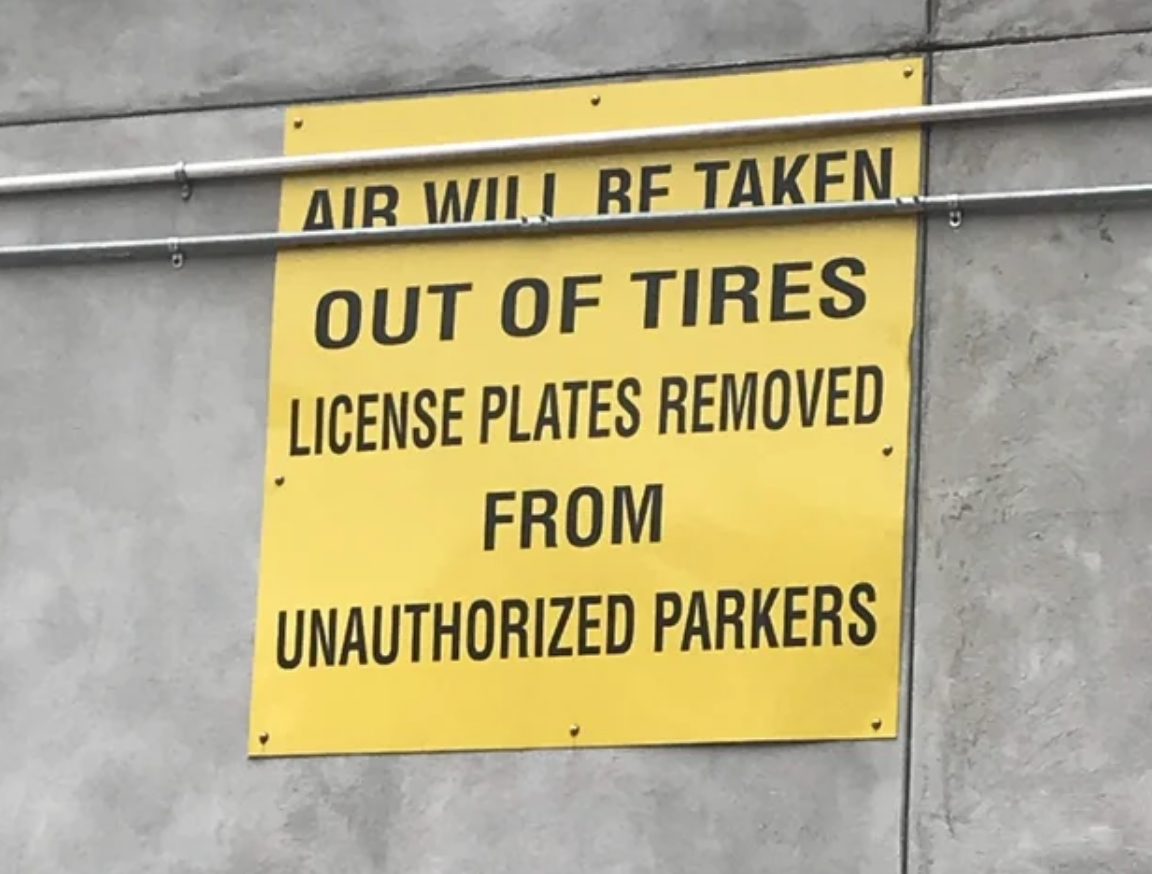 AIR WILL BE TAKEN
OUT OF TIRES
LICENSE PLATES REMOVED
FROM
UNAUTHORIZED PARKERS